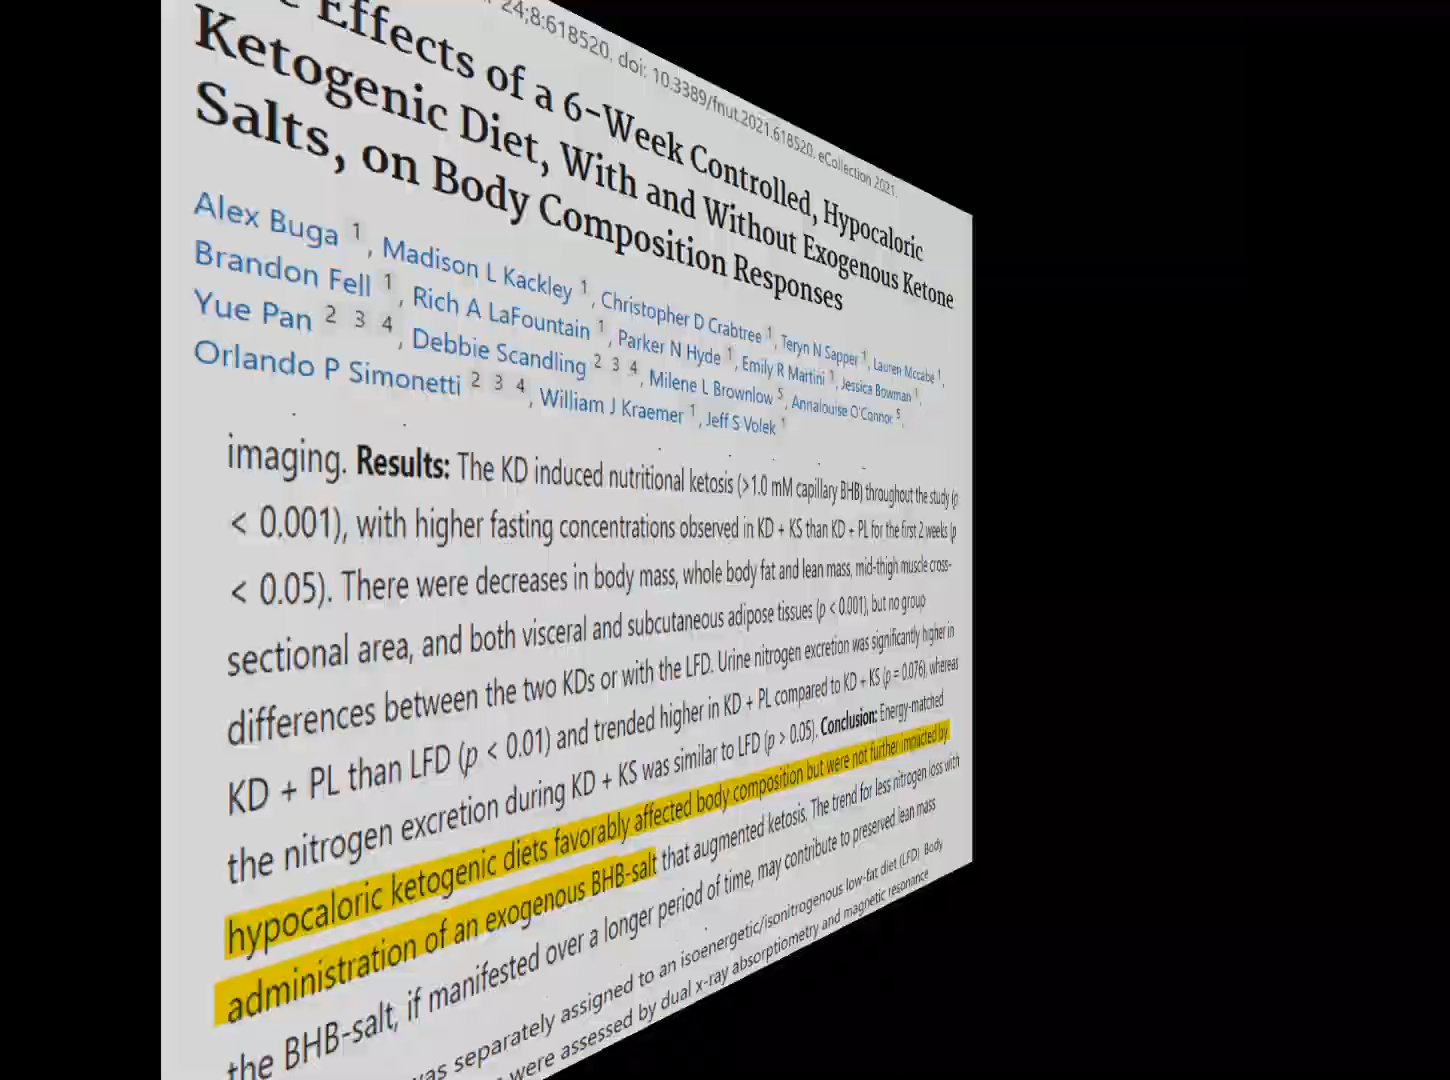 24;8:618520. doi: 10.3389/fnut.2021.618520. eCollection 2021.
Effects of a 6-Week Controlled, Hypocaloric
Ketogenic Diet, With and Without Exogenous Ketone
Salts, on Body Composition Responses
Alex Buga 1, Madison L Kackley 1, Christopher D Crabtree 1, Teryn N Sapper 1, Lauren Mccabe 1,
Brandon Fell 1, Rich A LaFountain 1, Parker N Hyde 1, Emily R Martini 1, Jessica Bowman 1,
Yue Pan 2 3 4, Debbie Scandling 2 3 4, Milene L Brownlow 5, Annalouise O'Connor 5,
Orlando P Simonetti 2 3 4, William J Kraemer 1, Jeff S Volek 1
imaging. Results: The KD induced nutritional ketosis (>1.0 mM capillary BHB) throughout the study (p
< 0.001), with higher fasting concentrations observed in KD + KS than KD + PL for the first 2 weeks (p
< 0.05). There were decreases in body mass, whole body fat and lean mass, mid-thigh muscle cross-
sectional area, and both visceral and subcutaneous adipose tissues (p < 0.001), but no group
differences between the two KDs or with the LFD. Urine nitrogen excretion was significantly higher in
KD + PL than LFD (p < 0.01) and trended higher in KD + PL compared to KD + KS (p = 0.076), whereas
the nitrogen excretion during KD + KS was similar to LFD (p > 0.05). Conclusion: Energy-matched
hypocaloric ketogenic diets favorably affected body composition but were not further impacted by
administration of an exogenous BHB-salt that augmented ketosis. The trend for less nitrogen loss with
the BHB-salt, if manifested over a longer period of time, may contribute to preserved lean mass
was separately assigned to an isoenergetic/isonitrogenous low-fat diet (LFD). Body
were assessed by dual x-ray absorptiometry and magnetic resonance